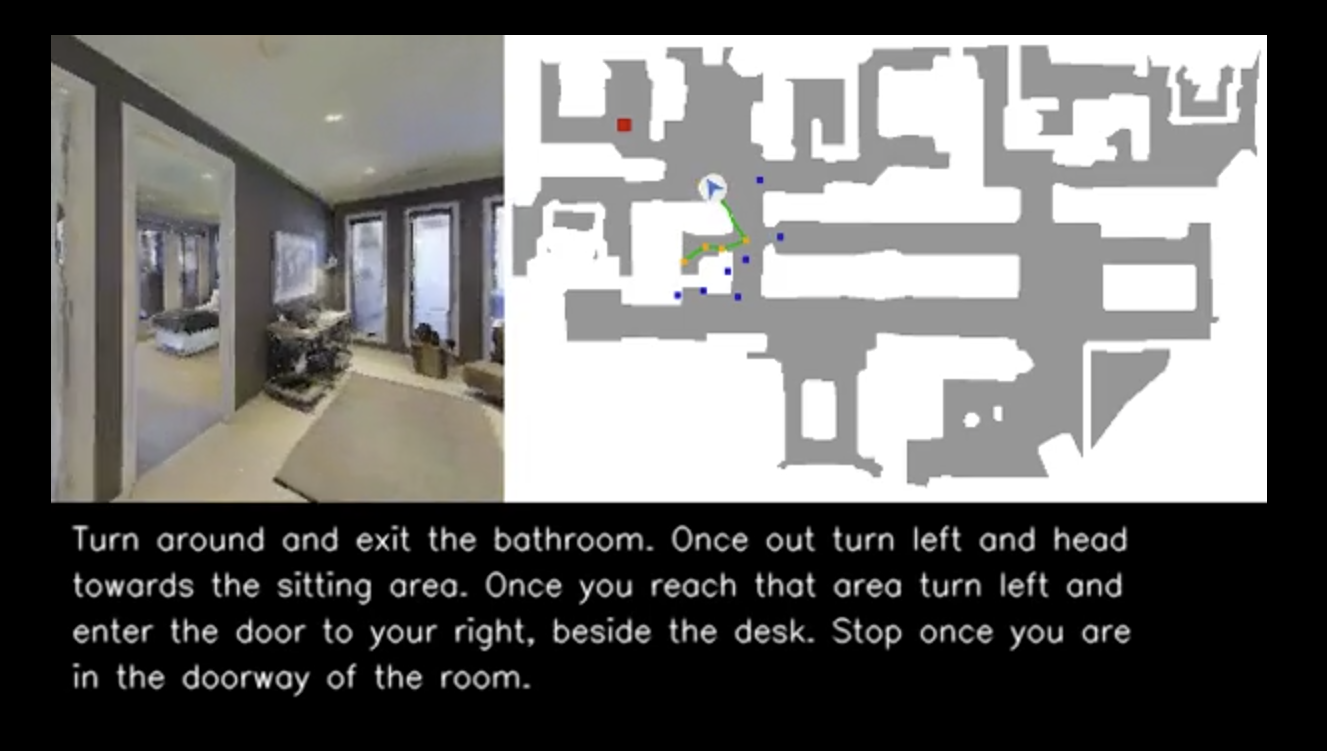 Turn around and exit the bathroom. Once out turn left and head
towards the sitting area. Once you reach that area turn left and
enter the door to your right, beside the desk. Stop once you are
in the doorway of the room.